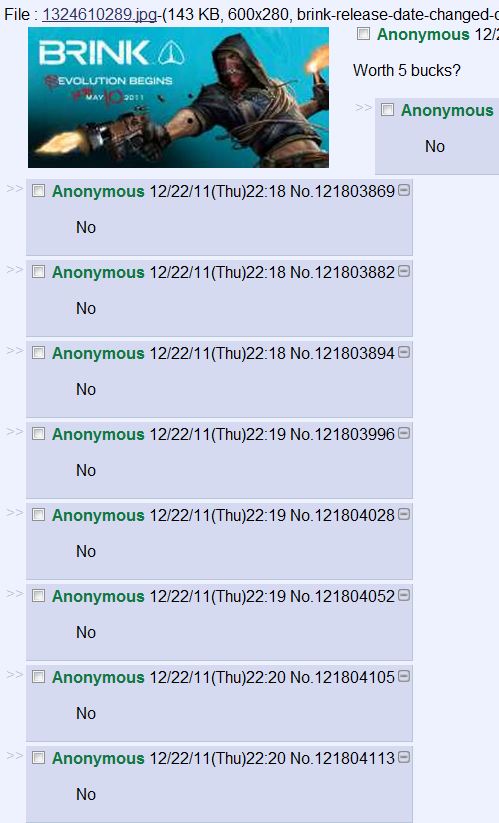 File : 1324610289.jpg-(143 KB, 600x280, brink-release-date-changed-
BRINK
REVOLUTION BEGINS
NOW MAY 10 2011
Anonymous 12/
Worth 5 bucks?
>> Anonymous
No
>> Anonymous 12/22/11(Thu)22:18 No.121803869
No
>> Anonymous 12/22/11(Thu)22:18 No.121803882
No
>> Anonymous 12/22/11(Thu)22:18 No.121803894
No
>> Anonymous 12/22/11(Thu)22:19 No.121803996
No
>> Anonymous 12/22/11(Thu)22:19 No.121804028
No
>> Anonymous 12/22/11(Thu)22:19 No.121804052
No
>> Anonymous 12/22/11(Thu)22:20 No.121804105
No
>> Anonymous 12/22/11(Thu)22:20 No.121804113
No